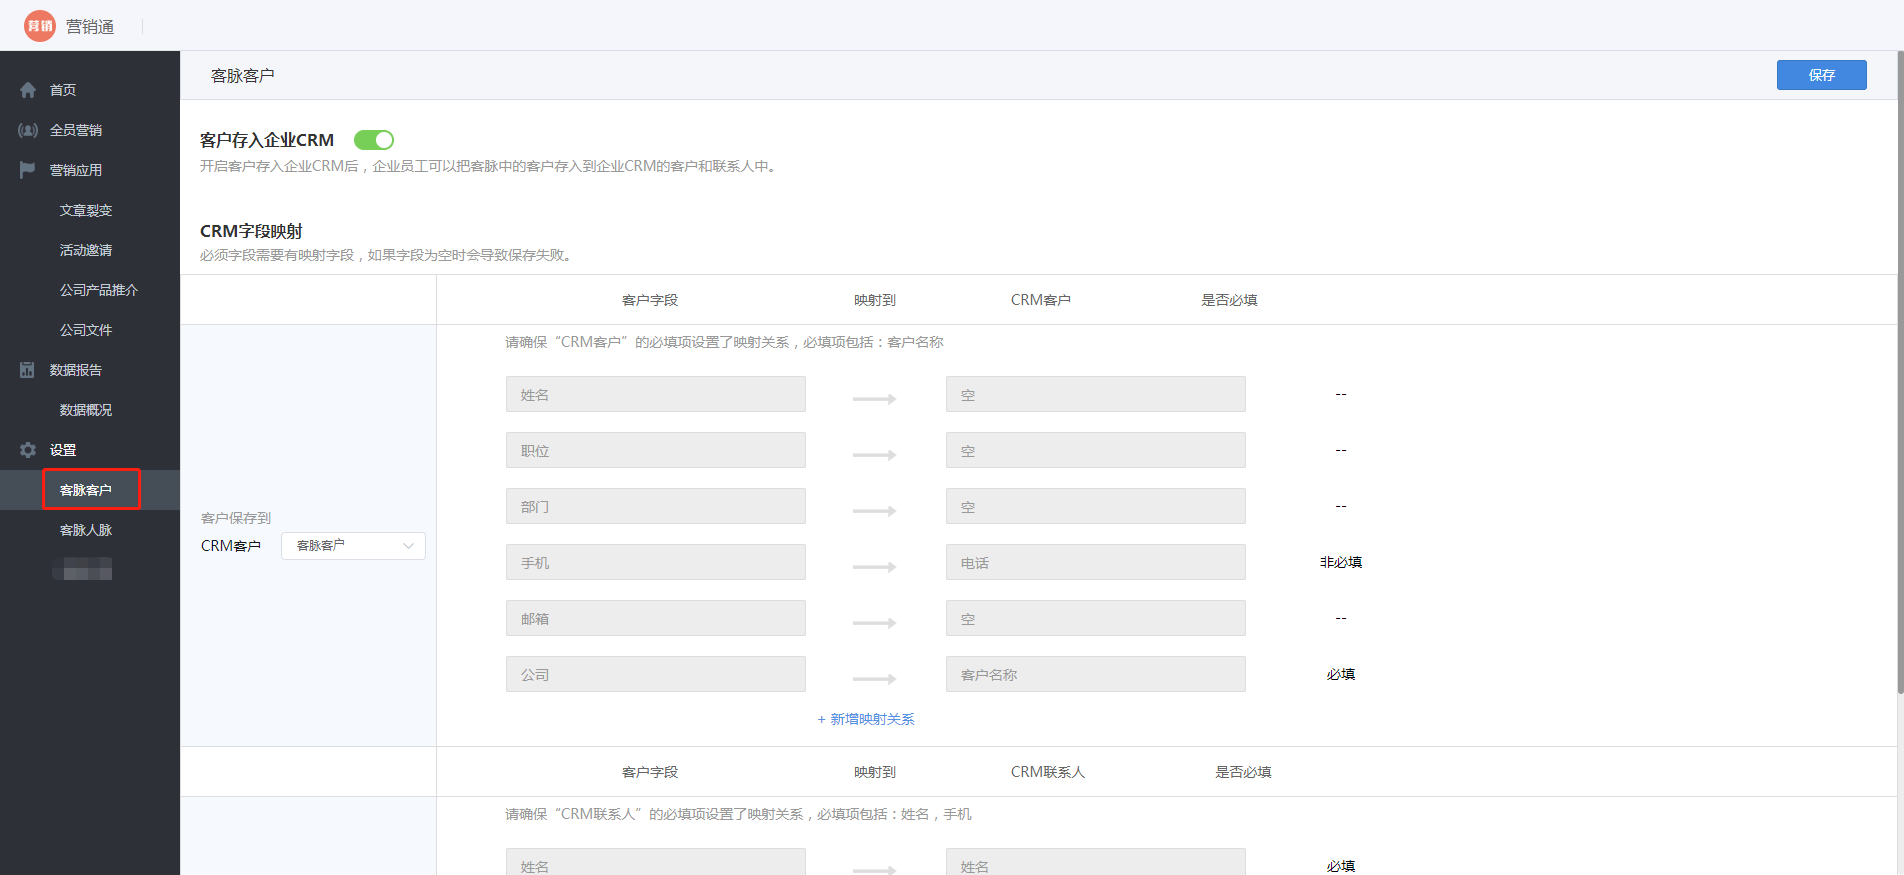 营销 营销通
首页
全员营销
营销应用
文章裂变
活动邀请
公司产品推介
公司文件
数据报告
数据概况
设置
客脉客户
客脉人脉
客脉客户 保存
客户存入企业CRM
开启客户存入企业CRM后，企业员工可以把客脉中的客户存入到企业CRM的客户和联系人中。
CRM字段映射
必须字段需要有映射字段，如果字段为空时会导致保存失败。
客户字段 映射到 CRM客户 是否必填
客户保存到
CRM客户 客脉客户
请确保“CRM客户”的必填项设置了映射关系，必填项包括：客户名称
姓名 空 --
职位 空 --
部门 空 --
手机 电话 非必填
邮箱 空 --
公司 客户名称 必填
+ 新增映射关系
客户字段 映射到 CRM联系人 是否必填
请确保“CRM联系人”的必填项设置了映射关系，必填项包括：姓名，手机
姓名 姓名 必填